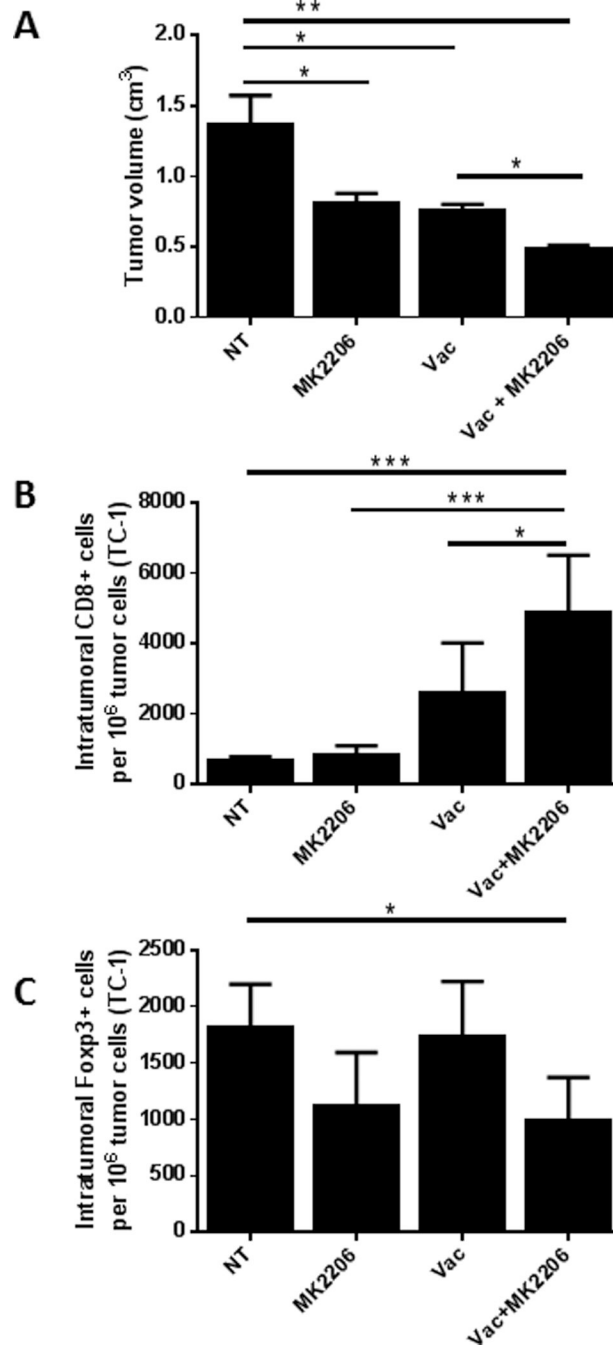 A
**
*
*
*
Tumor volume (cm³)
2.0
1.5
1.0
0.5
0.0
NT
MK2206
Vac
Vac + MK2206
B
***
***
*
Intratumoral CD8+ cells
per 10⁶ tumor cells (TC-1)
8000
6000
4000
2000
0
NT
MK2206
Vac
Vac+MK2206
C
*
Intratumoral Foxp3+ cells
per 10⁶ tumor cells (TC-1)
2500
2000
1500
1000
500
0
NT
MK2206
Vac
Vac+MK2206